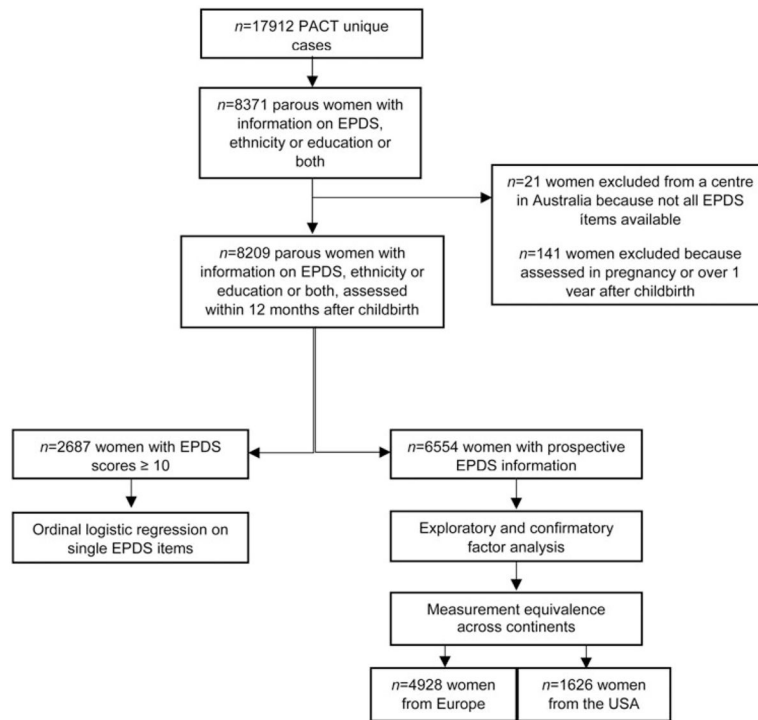 n=17912 PACT unique
cases
n=8371 parous women with
information on EPDS,
ethnicity or education or
both
n=21 women excluded from a centre
in Australia because not all EPDS
items available
n=141 women excluded because
assessed in pregnancy or over 1
year after childbirth
n=8209 parous women with
information on EPDS, ethnicity or
education or both, assessed
within 12 months after childbirth
n=2687 women with EPDS
scores ≥ 10
n=6554 women with prospective
EPDS information
Ordinal logistic regression on
single EPDS items
Exploratory and confirmatory
factor analysis
Measurement equivalence
across continents
n=4928 women
from Europe
n=1626 women
from the USA